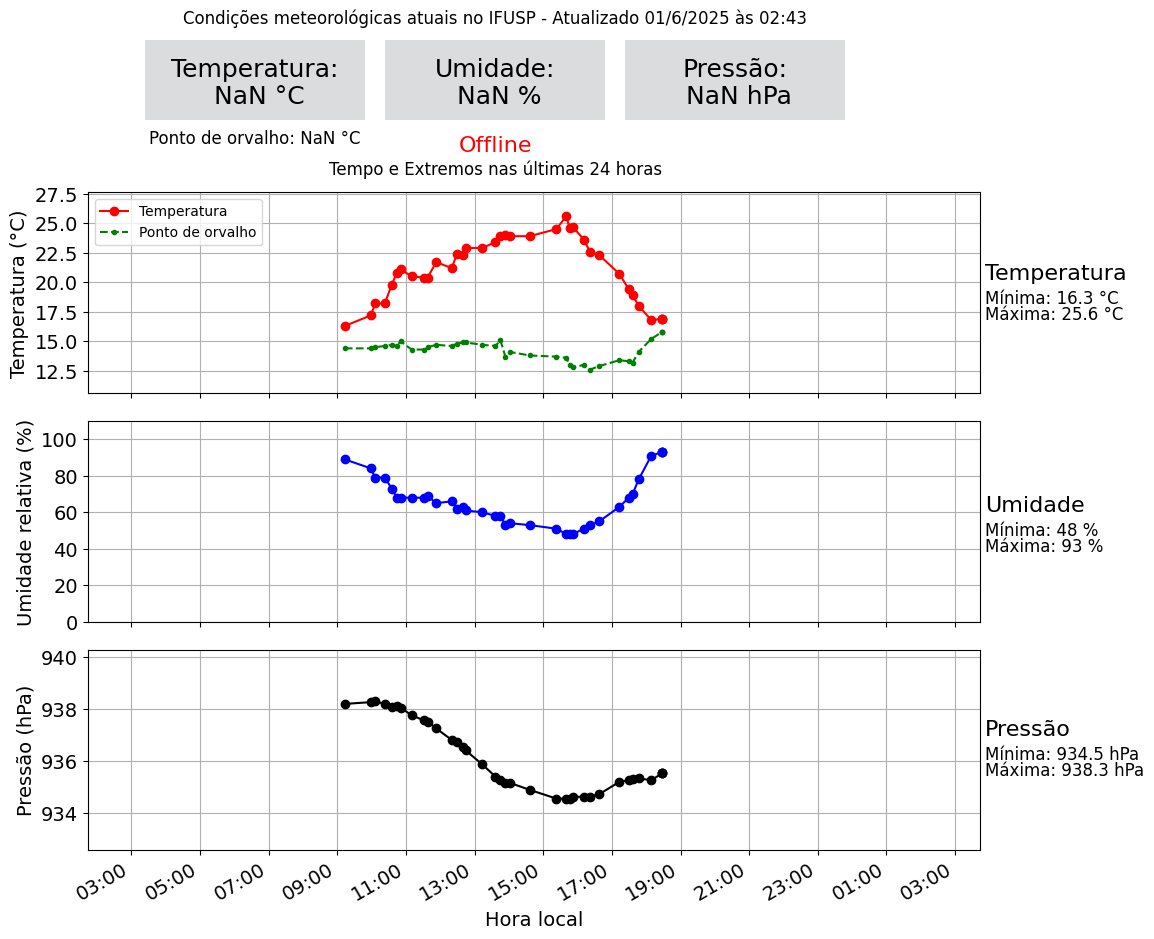 Condições meteorológicas atuais no IFUSP - Atualizado 01/6/2025 às 02:43
Temperatura:
NaN °C
Umidade:
NaN %
Pressão:
NaN hPa
Ponto de orvalho: NaN °C
Offline
Tempo e Extremos nas últimas 24 horas
Temperatura (°C)
27.5
25.0
22.5
20.0
17.5
15.0
12.5
Temperatura
Ponto de orvalho
Temperatura
Mínima: 16.3 °C
Máxima: 25.6 °C
Umidade relativa (%)
100
80
60
40
20
0
Umidade
Mínima: 48 %
Máxima: 93 %
Pressão (hPa)
940
938
936
934
Pressão
Mínima: 934.5 hPa
Máxima: 938.3 hPa
03:00 05:00 07:00 09:00 11:00 13:00 15:00 17:00 19:00 21:00 23:00 01:00 03:00
Hora local